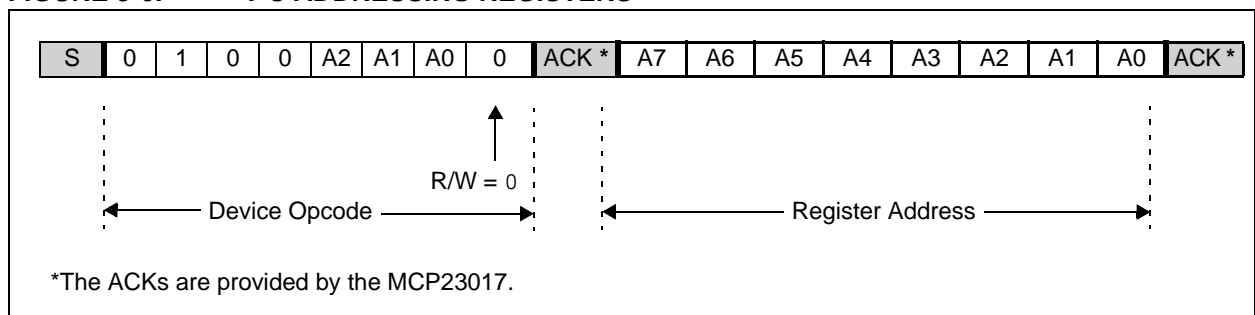 S 0 1 0 0 A2 A1 A0 0 ACK* A7 A6 A5 A4 A3 A2 A1 A0 ACK*
R/W = 0
Device Opcode
Register Address
*The ACKs are provided by the MCP23017.